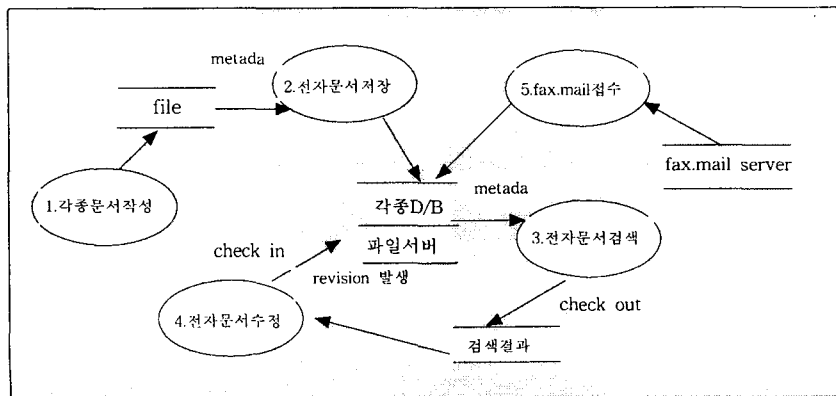 metada
2.전자문서저장
5.fax.mail접수
file
fax.mail server
1.각종문서작성
metada
각종D/B
3.전자문서검색
파일서버
check in
revision 발생
check out
4.전자문서수정
검색결과